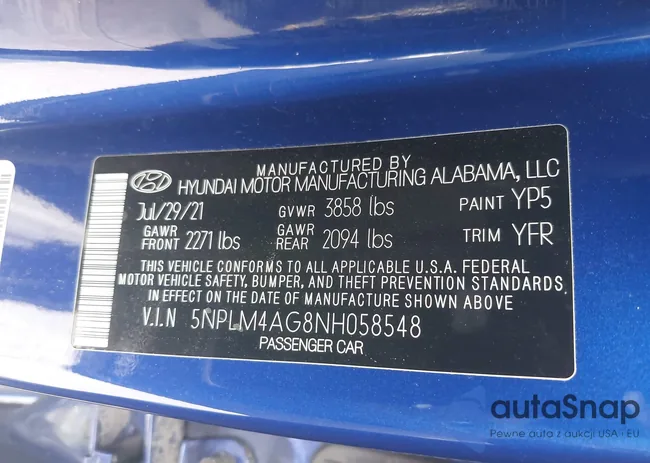 MANUFACTURED BY
HYUNDAI MOTOR MANUFACTURING ALABAMA, LLC
Jul/29/21 GVWR 3858 lbs PAINT YP5
GAWR FRONT 2271 lbs GAWR REAR 2094 lbs TRIM YFR
THIS VEHICLE CONFORMS TO ALL APPLICABLE U.S.A. FEDERAL
MOTOR VEHICLE SAFETY, BUMPER, AND THEFT PREVENTION STANDARDS
IN EFFECT ON THE DATE OF MANUFACTURE SHOWN ABOVE
V.I.N 5NPLM4AG8NH058548
PASSENGER CAR
autaSnap
Pewne auta z aukcji USA · EU